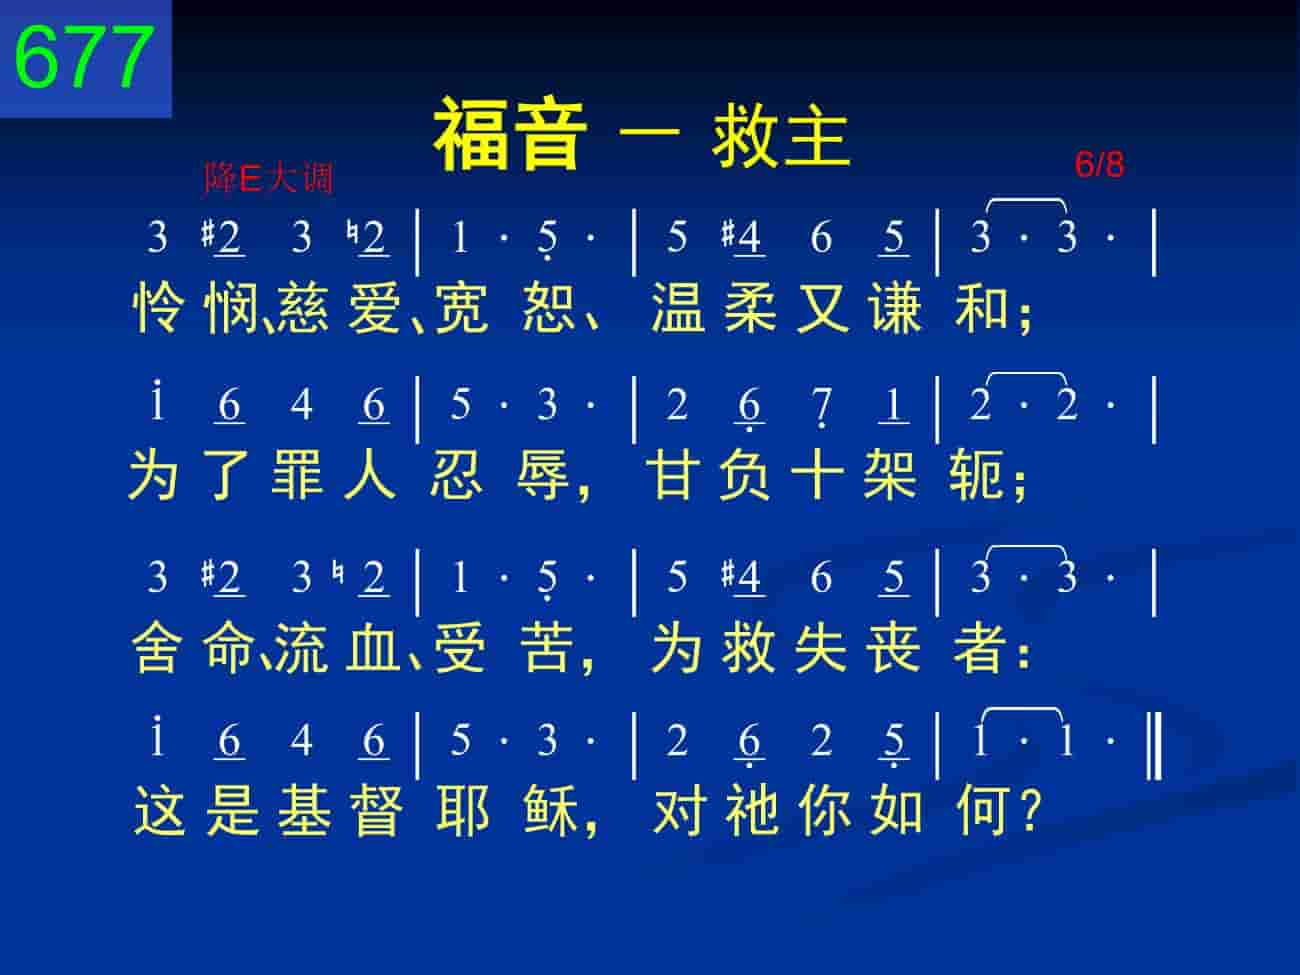 677
福音 — 救主
降E大调 6/8
3 #2 3 ♮2 | 1 · 5̣ · | 5 #4 6 5 | 3 · 3 · |
怜悯、慈爱、宽恕、温柔又谦和；
i 6 4 6 | 5 · 3 · | 2 6̣ 7̣ 1 | 2 · 2 · |
为了罪人忍辱，甘负十架轭；
3 #2 3 ♮2 | 1 · 5̣ · | 5 #4 6 5 | 3 · 3 · |
舍命、流血、受苦，为救失丧者：
i 6 4 6 | 5 · 3 · | 2 6̣ 2 5̣ | 1 · 1 · ‖
这是基督耶稣，对祂你如何？